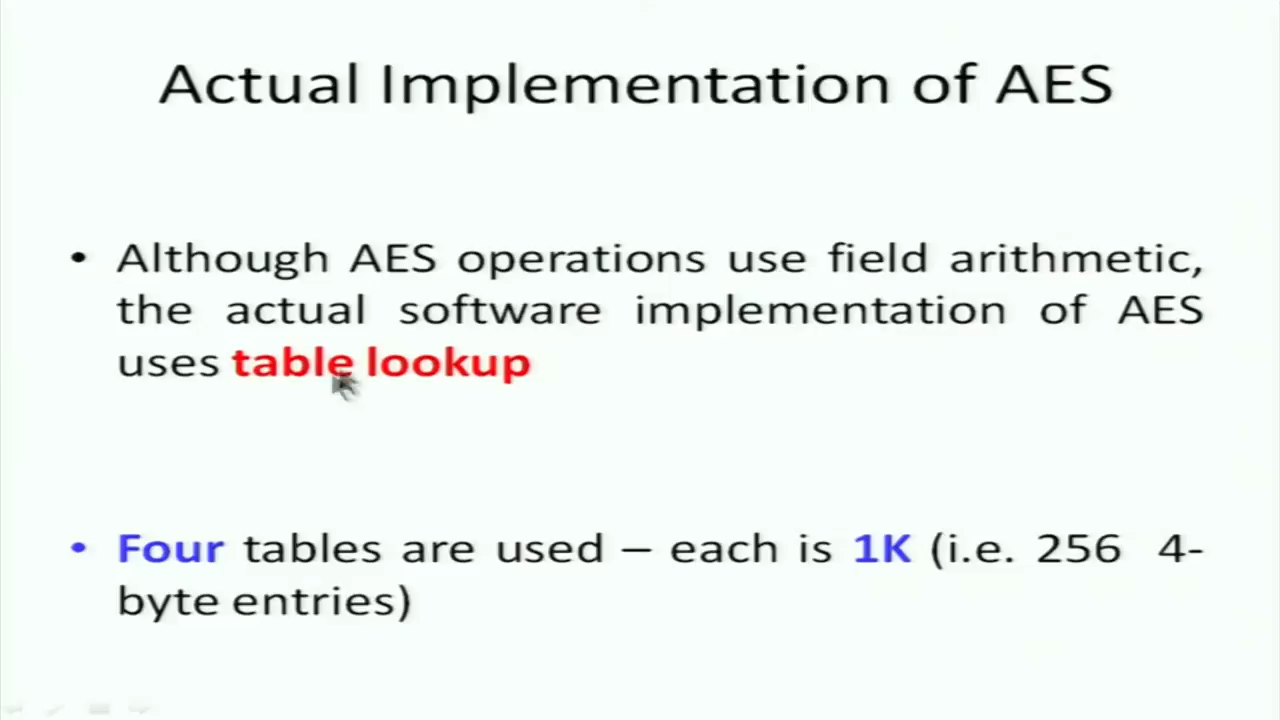 Actual Implementation of AES
• Although AES operations use field arithmetic,
the actual software implementation of AES
uses table lookup
• Four tables are used – each is 1K (i.e. 256 4-
byte entries)